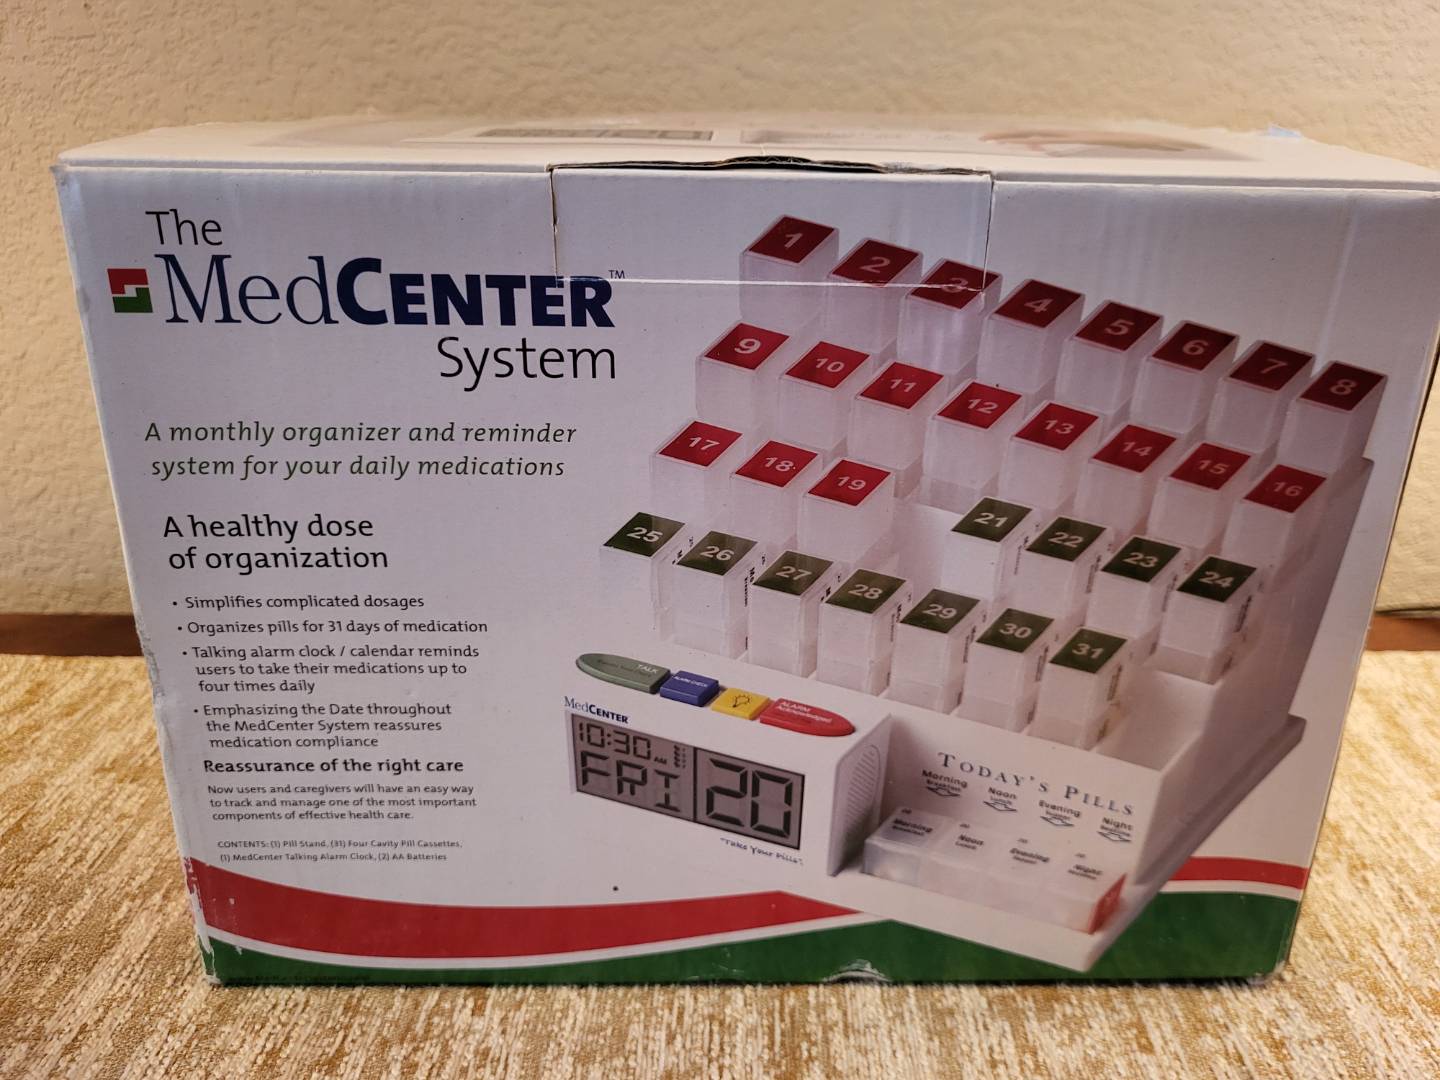 The
MedCENTER™
System
A monthly organizer and reminder
system for your daily medications
A healthy dose
of organization
• Simplifies complicated dosages
• Organizes pills for 31 days of medication
• Talking alarm clock / calendar reminds
users to take their medications up to
four times daily
• Emphasizing the Date throughout
the MedCenter System reassures
medication compliance
Reassurance of the right care
Now users and caregivers will have an easy way
to track and manage one of the most important
components of effective health care.
CONTENTS: (1) Pill Stand, (31) Four Cavity Pill Cassettes,
(1) MedCenter Talking Alarm Clock, (2) AA Batteries
1 2 3 4 5 6 7 8
9 10 11 12 13 14 15 16
17 18 19 21 22 23 24
25 26 27 28 29 30 31
TALK
ALARM CHECK
ALARM
Acknowledged
MedCENTER
10:30 AM
FRI 20
"Take Your Pills"
TODAY'S PILLS
Morning Noon Evening Night
Morning Noon Evening Night